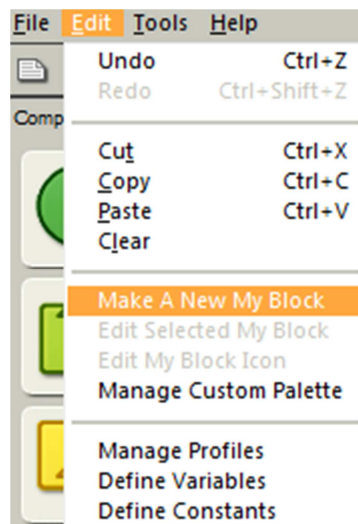 File Edit Tools Help
Undo Ctrl+Z
Redo Ctrl+Shift+Z
Comp
Cut Ctrl+X
Copy Ctrl+C
Paste Ctrl+V
Clear
Make A New My Block
Edit Selected My Block
Edit My Block Icon
Manage Custom Palette
Manage Profiles
Define Variables
Define Constants